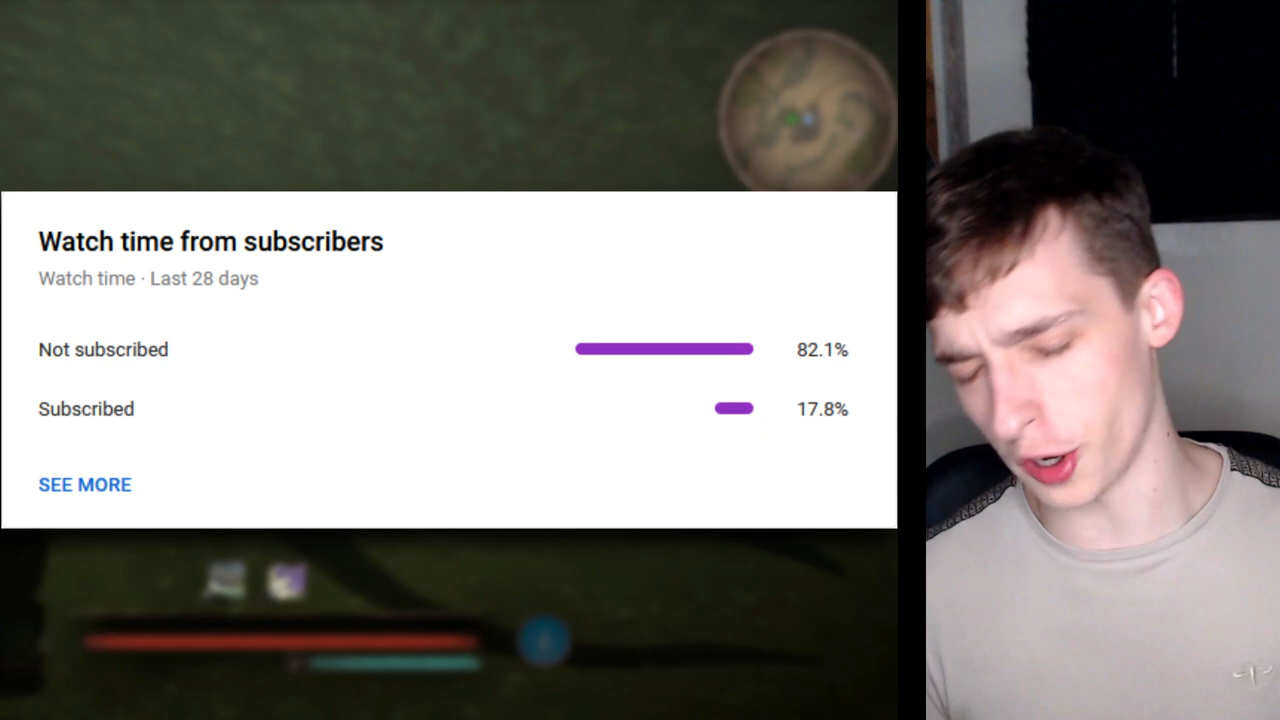 Watch time from subscribers
Watch time · Last 28 days
Not subscribed 82.1%
Subscribed 17.8%
SEE MORE